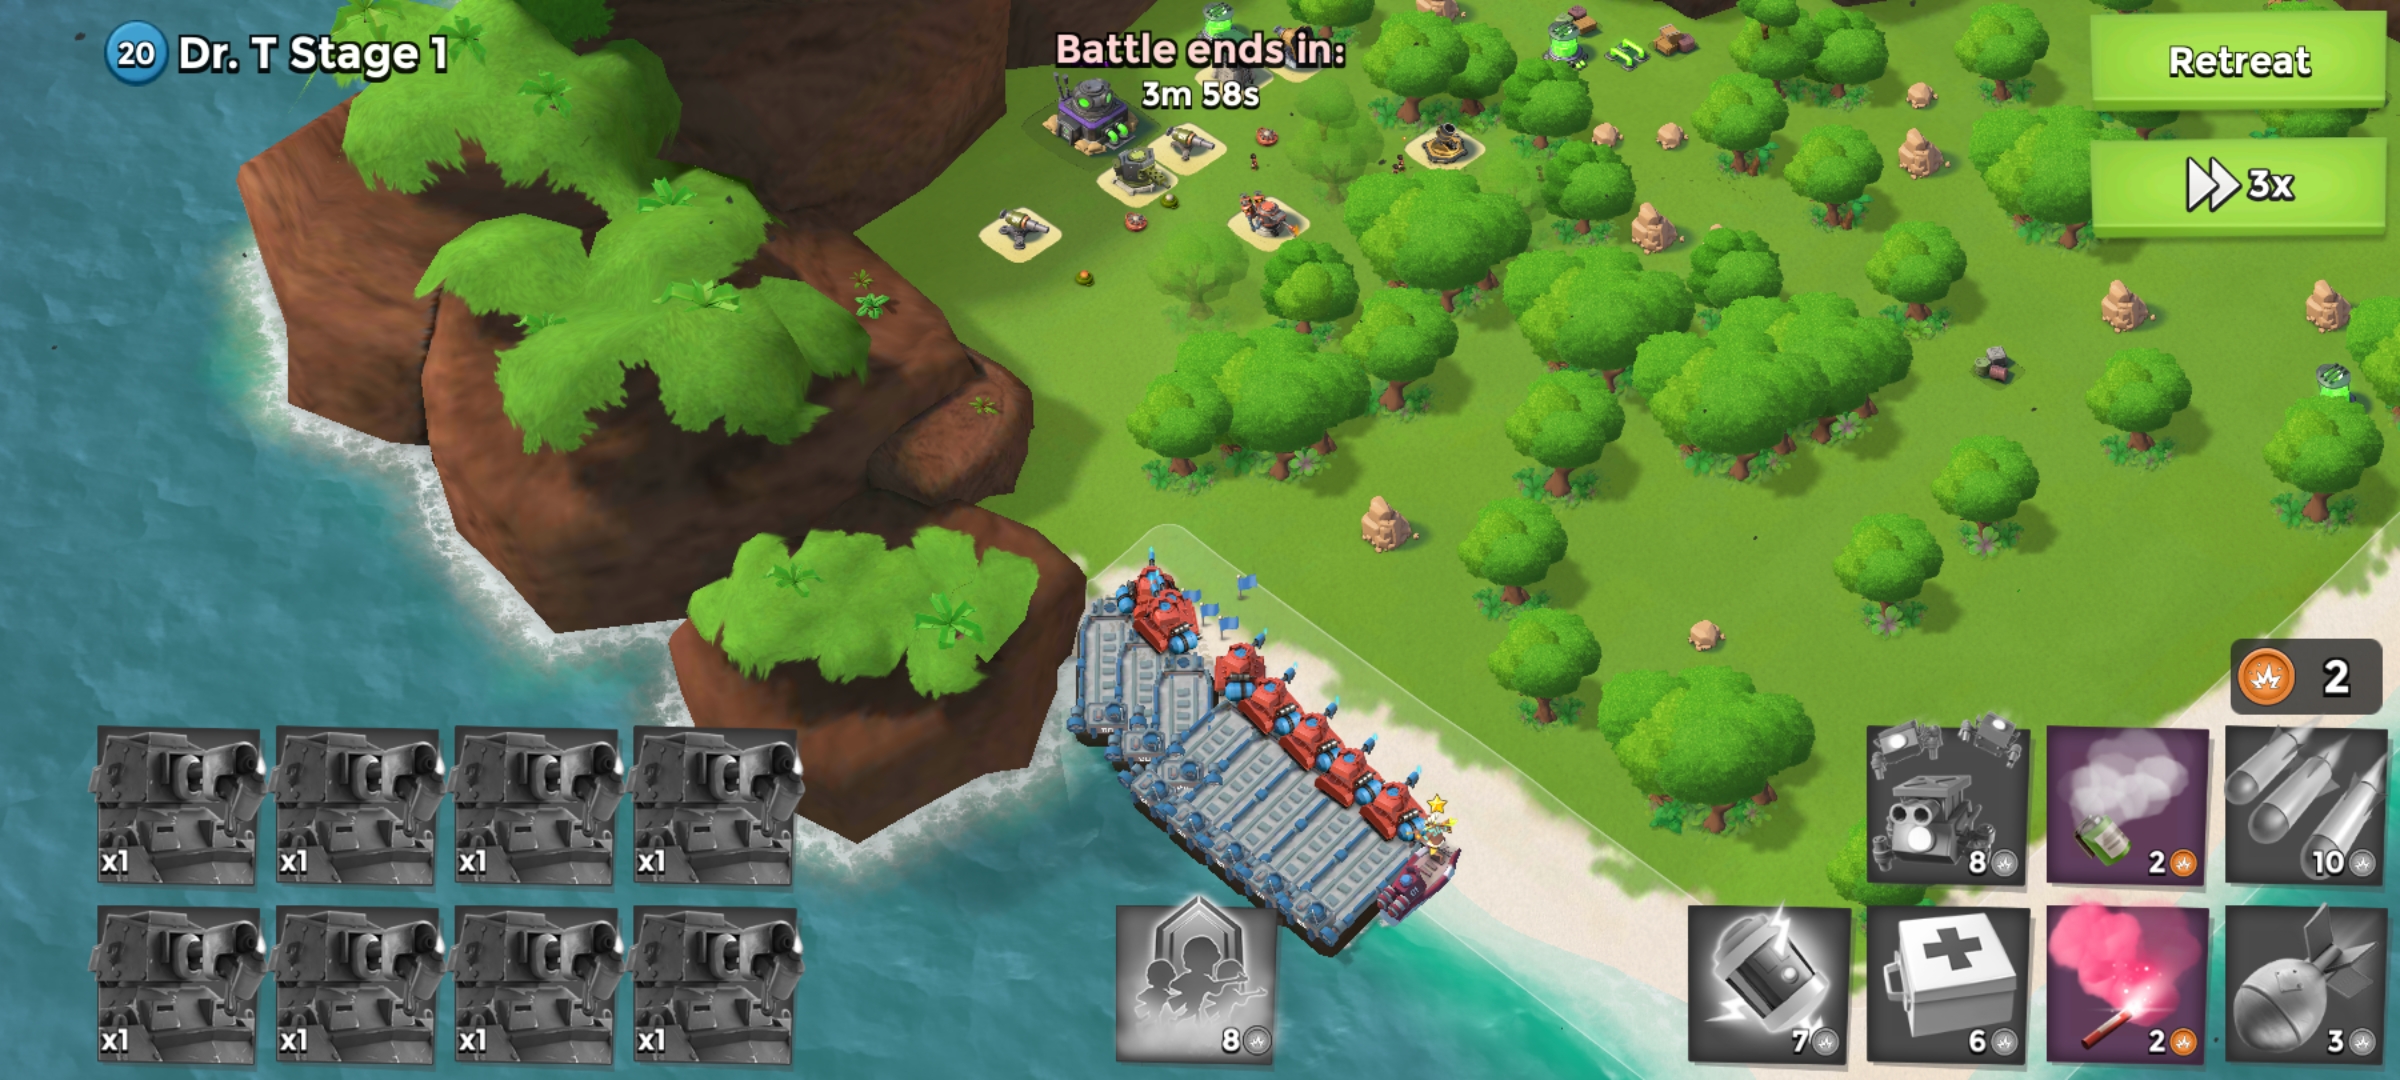 20 Dr. T Stage 1
Battle ends in:
3m 58s
Retreat
3x
2
x1 x1 x1 x1
8 2 10
x1 x1 x1 x1
8 7 6 2 3